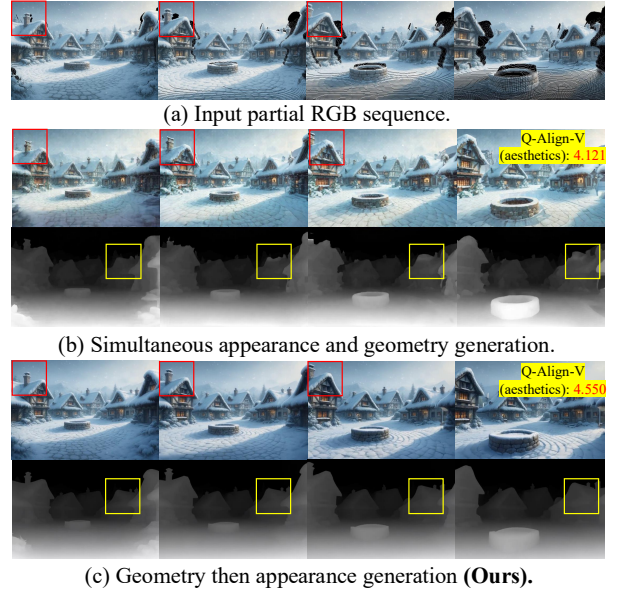 (a) Input partial RGB sequence.
Q-Align-V
(aesthetics): 4.121
(b) Simultaneous appearance and geometry generation.
Q-Align-V
(aesthetics): 4.550
(c) Geometry then appearance generation (Ours).